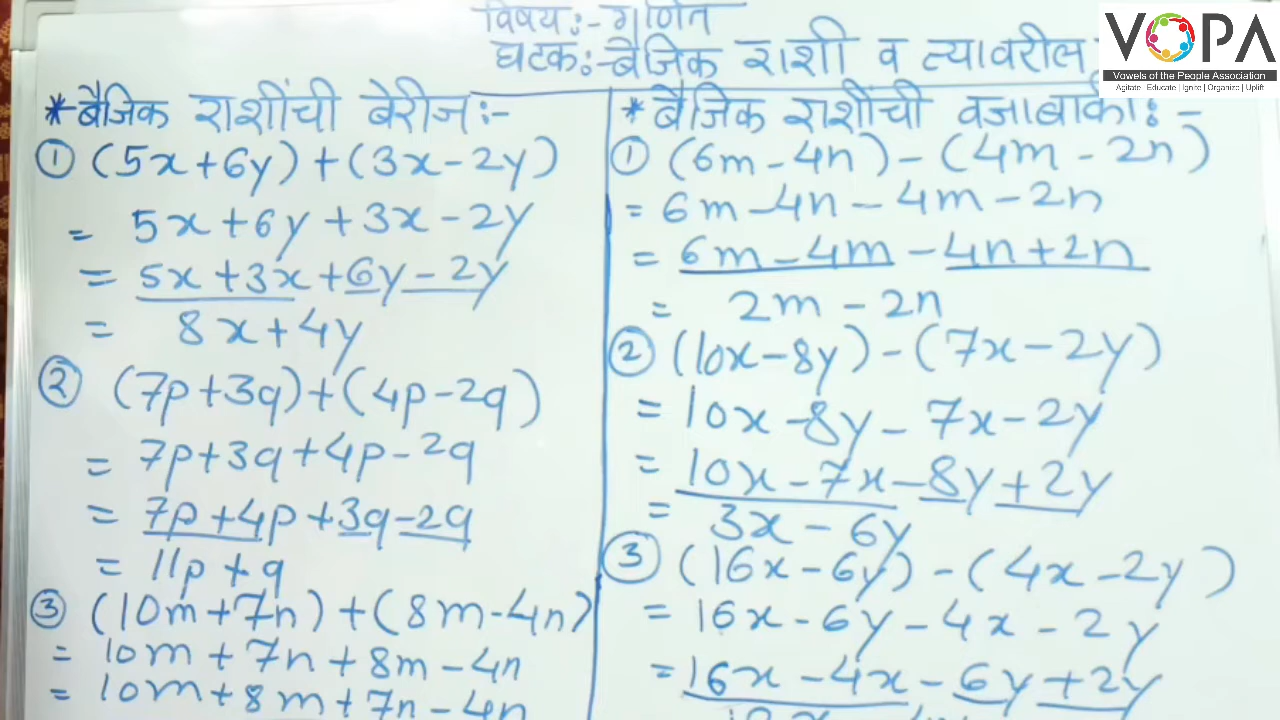 विषय:- गणित
घटक:- बैजिक राशी व त्यावरील
VOPA
Vowels of the People Association
Agitate | Educate | Ignite | Organise | Uplift
* बैजिक राशींची बेरीज:-
① (5x+6y)+(3x-2y)
= 5x+6y+3x-2y
= 5x+3x+6y-2y
= 8x+4y
② (7p+3q)+(4p-2q)
= 7p+3q+4p-2q
= 7p+4p+3q-2q
= 11p+q
③ (10m+7n)+(8m-4n)
= 10m+7n+8m-4n
= 10m+8m+7n-4n
* बैजिक राशींची वजाबाकी:-
① (6m-4n)-(4m-2n)
= 6m-4n-4m-2n
= 6m-4m-4n+2n
= 2m-2n
② (10x-8y)-(7x-2y)
= 10x-8y-7x-2y
= 10x-7x-8y+2y
= 3x-6y
③ (16x-6y)-(4x-2y)
= 16x-6y-4x-2y
= 16x-4x-6y+2y